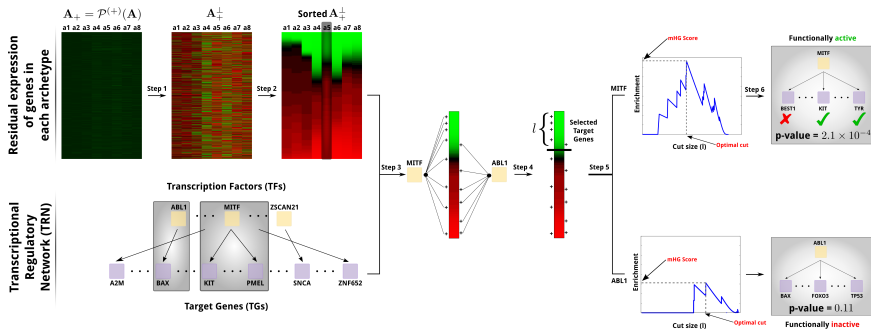 A₊ = P⁽⁺⁾(A)
A₊⊥
Sorted A₊⊥
a1 a2 a3 a4 a5 a6 a7 a8
a1 a2 a3 a4 a5 a6 a7 a8
a1 a2 a3 a4 a5 a6 a7 a8
Residual expression
of genes in
each archetype
Step 1
Step 2
Transcription Factors (TFs)
Transcriptional
Regulatory
Network (TRN)
ABL1
MITF
ZSCAN21
A2M
BAX
KIT
PMEL
SNCA
ZNF652
Target Genes (TGs)
Step 3
MITF
ABL1
Step 4
l
Selected
Target
Genes
Step 5
MITF
mHG Score
Enrichment
Cut size (l)
Optimal cut
Step 6
Functionally active
MITF
BEST1
KIT
TYR
p-value = 2.1 × 10⁻⁴
ABL1
mHG Score
Enrichment
Cut size (l)
Optimal cut
ABL1
BAX
FOXO3
TP53
p-value = 0.11
Functionally inactive